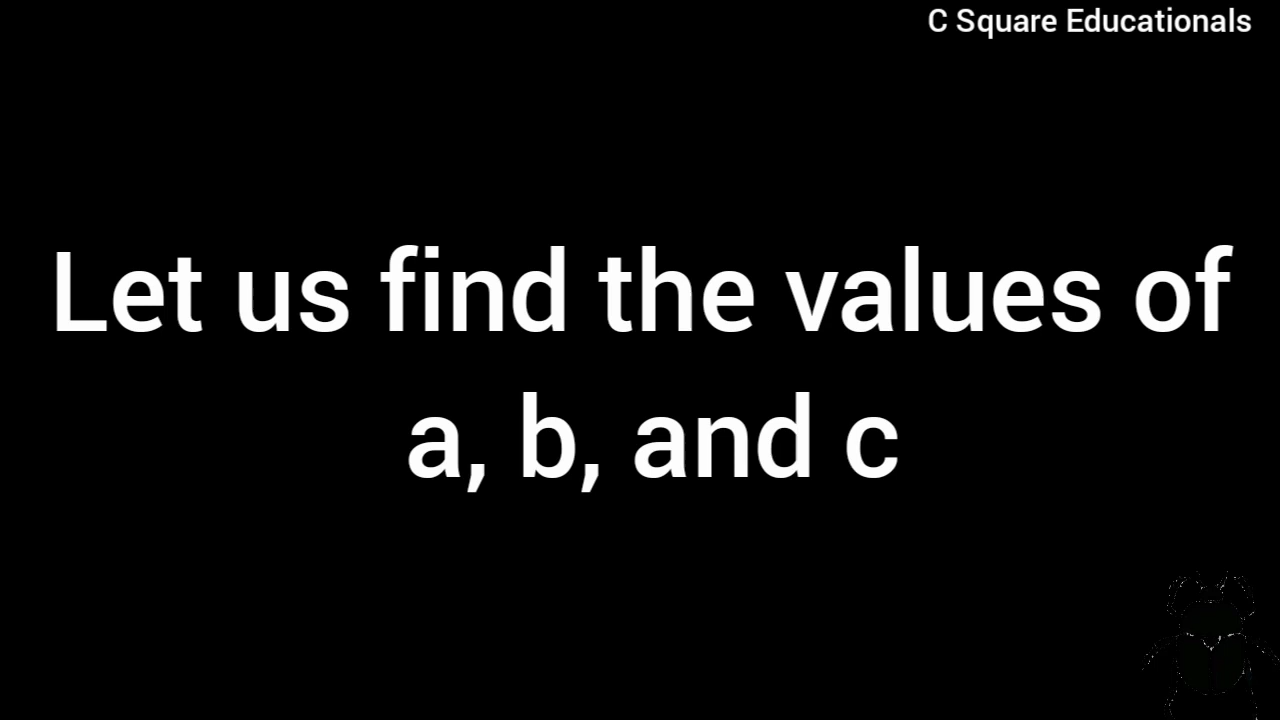 C Square Educationals
Let us find the values of
a, b, and c